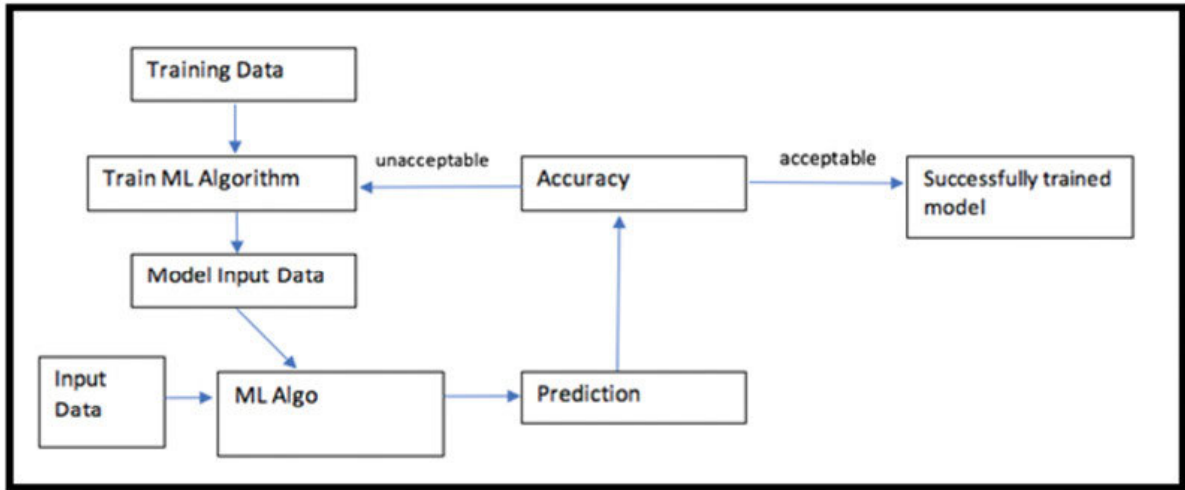 Training Data
Train ML Algorithm
unacceptable
Accuracy
acceptable
Successfully trained
model
Model Input Data
Input
Data
ML Algo
Prediction